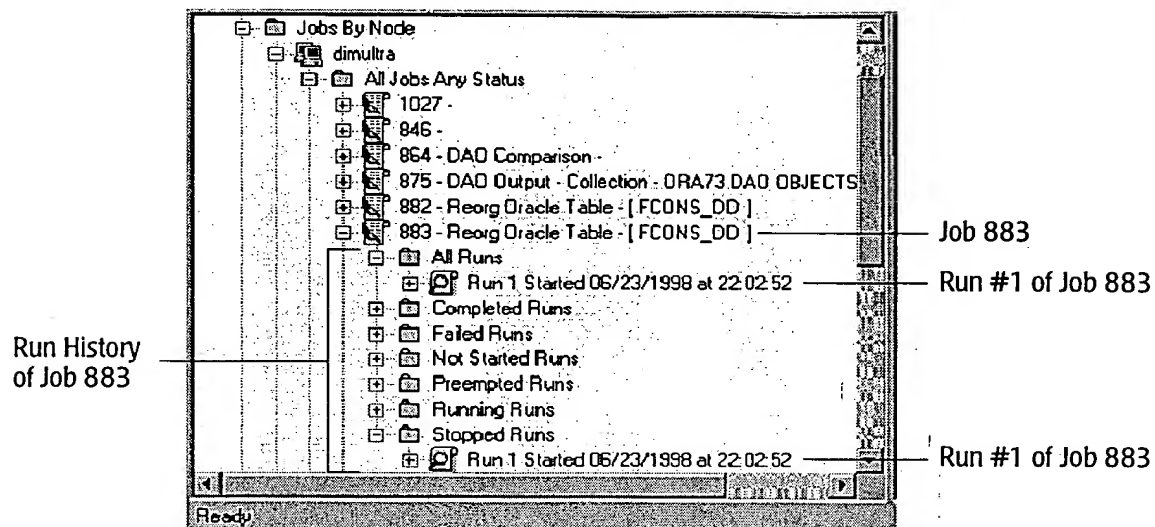 Jobs By Node
dimultra
All Jobs Any Status
1027 -
846 -
864 - DAO Comparison -
875 - DAO Output - Collection - ORA73.DAO_OBJECTS
882 - Reorg Oracle Table - [ FCONS_DD ]
883 - Reorg Oracle Table - [ FCONS_DD ]
Job 883
All Runs
Run 1 Started 06/23/1998 at 22:02:52
Run #1 of Job 883
Completed Runs
Failed Runs
Run History
of Job 883
Not Started Runs
Preempted Runs
Running Runs
Stopped Runs
Run 1 Started 06/23/1998 at 22:02:52
Run #1 of Job 883
Ready